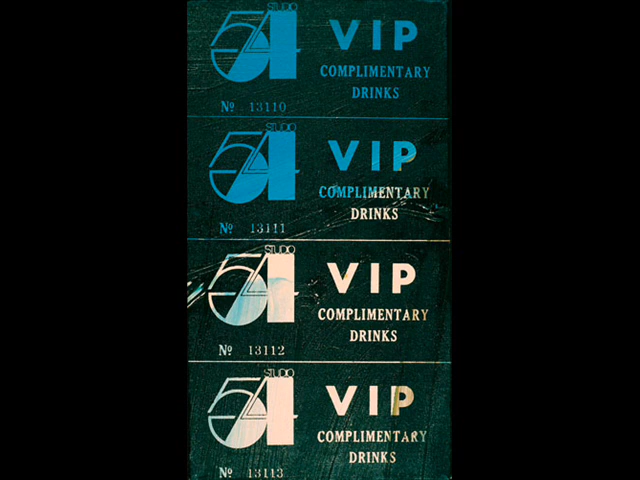 STUDIO
54
VIP
COMPLIMENTARY
DRINKS
Nº 13110
STUDIO
54
VIP
COMPLIMENTARY
DRINKS
Nº 13111
STUDIO
54
VIP
COMPLIMENTARY
DRINKS
Nº 13112
STUDIO
54
VIP
COMPLIMENTARY
DRINKS
Nº 13113